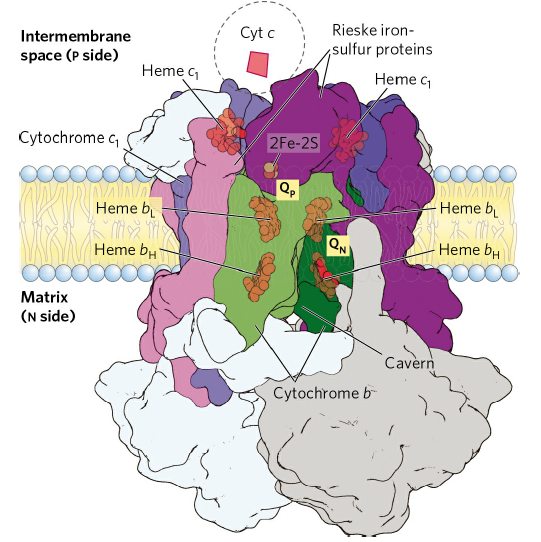 Intermembrane
space (P side)
Cyt c
Rieske iron-
sulfur proteins
Heme c1
Heme c1
Cytochrome c1
2Fe-2S
QP
Heme bL
Heme bL
QN
Heme bH
Heme bH
Matrix
(N side)
Cavern
Cytochrome b